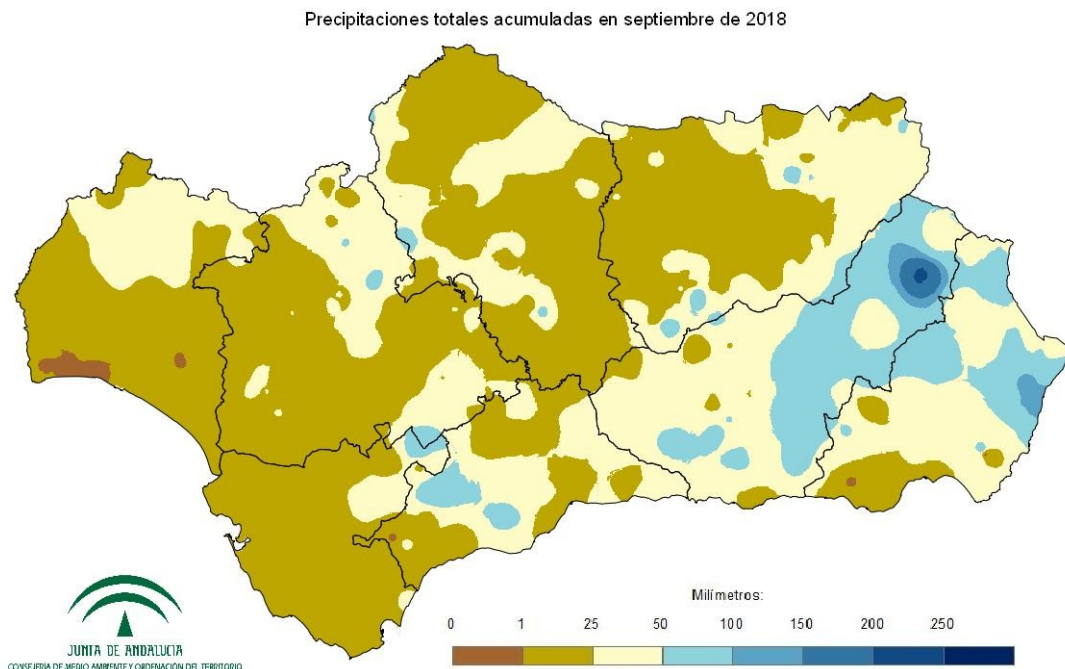 Precipitaciones totales acumuladas en septiembre de 2018
Milímetros:
0 1 25 50 100 150 200 250
JUNTA DE ANDALUCIA
CONSEJERIA DE MEDIO AMBIENTE Y ORDENACIÓN DEL TERRITORIO